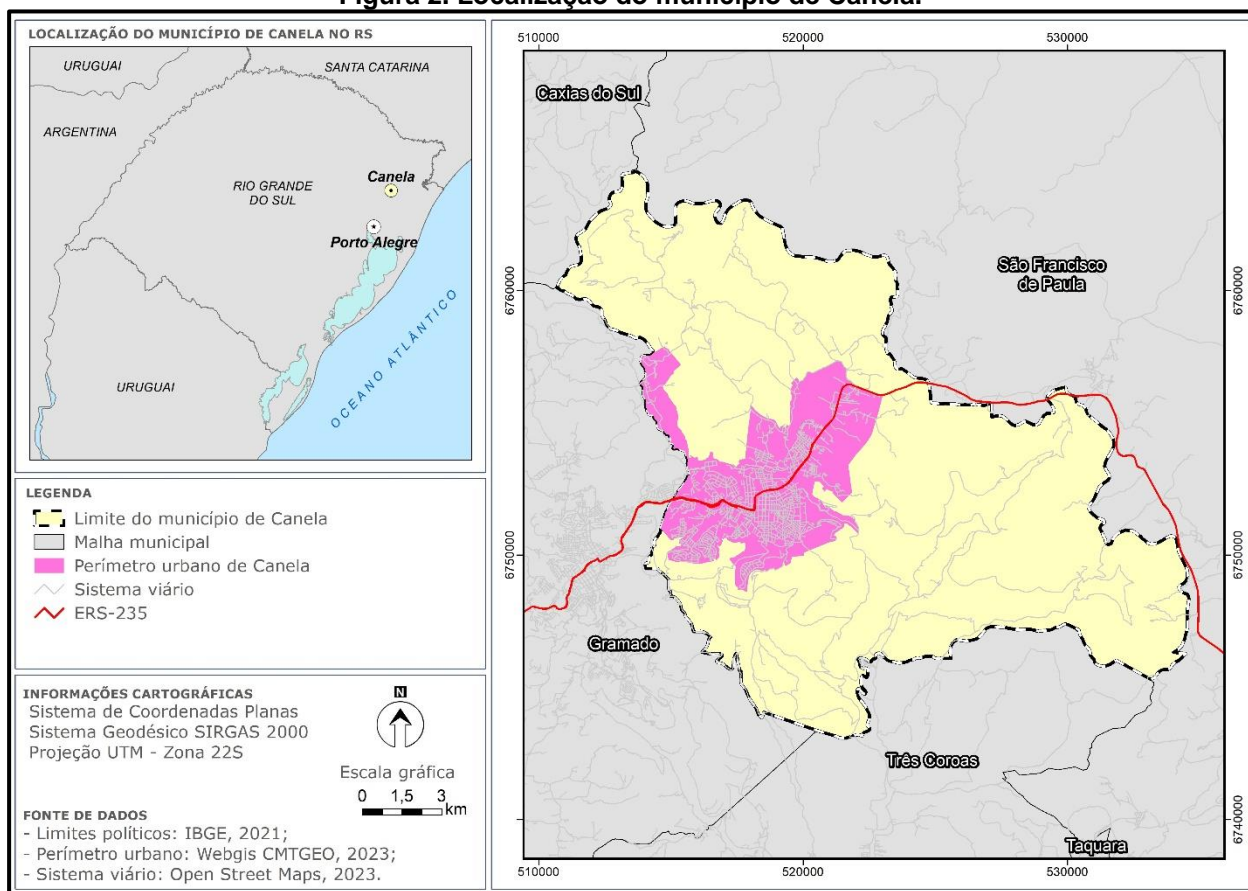 Figura 2. Localização do município de Canela.
LOCALIZAÇÃO DO MUNICÍPIO DE CANELA NO RS
URUGUAI
SANTA CATARINA
ARGENTINA
Canela
RIO GRANDE
DO SUL
Porto Alegre
URUGUAI
OCEANO ATLÂNTICO
LEGENDA
Limite do município de Canela
Malha municipal
Perímetro urbano de Canela
Sistema viário
ERS-235
INFORMAÇÕES CARTOGRÁFICAS
Sistema de Coordenadas Planas
Sistema Geodésico SIRGAS 2000
Projeção UTM - Zona 22S
N
Escala gráfica
0 1,5 3
km
FONTE DE DADOS
- Limites políticos: IBGE, 2021;
- Perímetro urbano: Webgis CMTGEO, 2023;
- Sistema viário: Open Street Maps, 2023.
510000 520000 530000
Caxias do Sul
São Francisco
de Paula
6760000 6760000
6750000 6750000
Gramado
Três Coroas
6740000 6740000
Taquara
510000 520000 530000